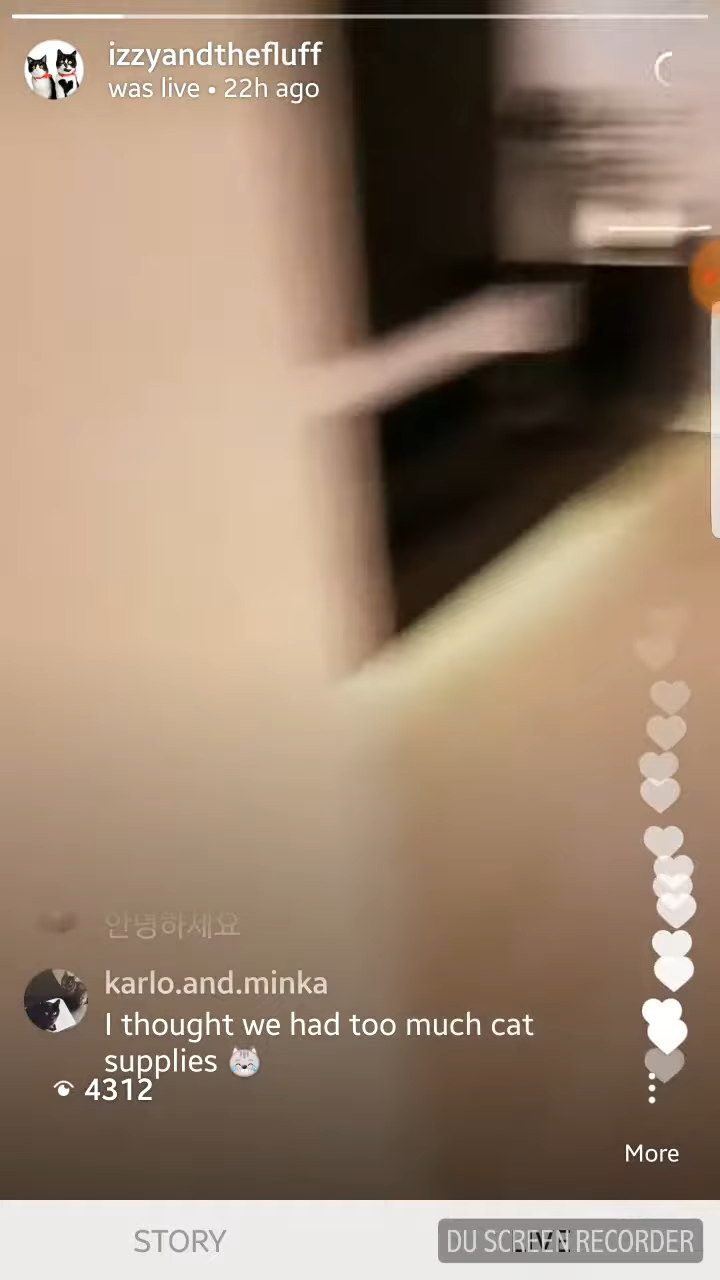 izzyandthefluff
was live • 22h ago
안녕하세요
karlo.and.minka
I thought we had too much cat
supplies 😹
4312
More
STORY
LIVE
DU SCREEN RECORDER